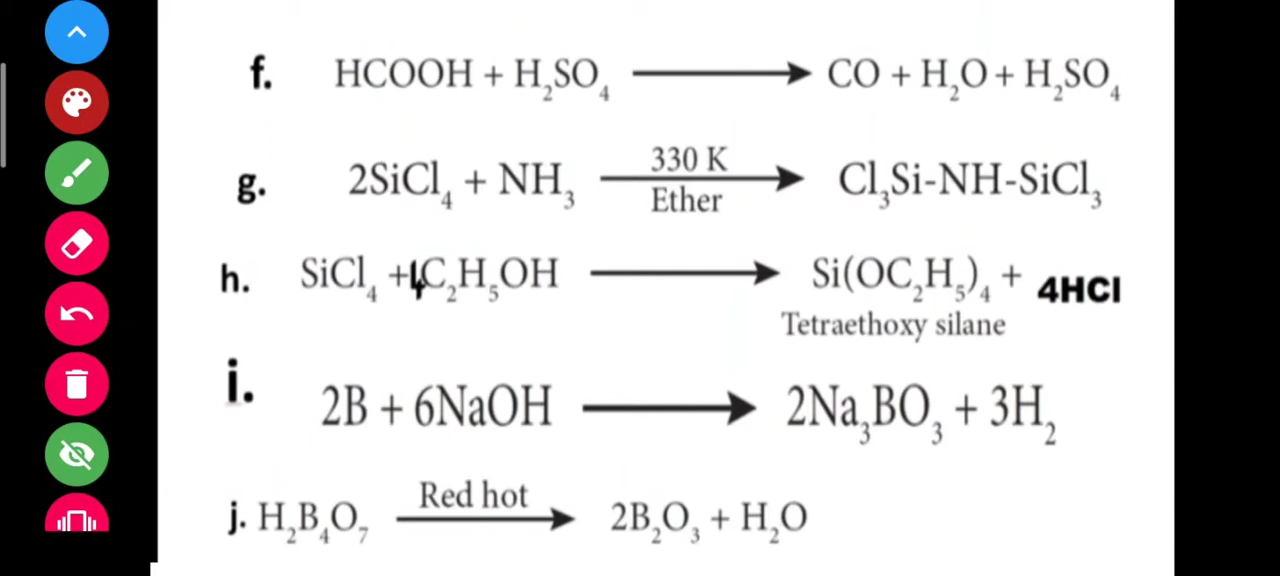 f. HCOOH + H₂SO₄ ⟶ CO + H₂O + H₂SO₄
g. 2SiCl₄ + NH₃ ⟶ Cl₃Si-NH-SiCl₃
330 K
Ether
h. SiCl₄ + 4C₂H₅OH ⟶ Si(OC₂H₅)₄ + 4HCl
Tetraethoxy silane
i. 2B + 6NaOH ⟶ 2Na₃BO₃ + 3H₂
j. H₂B₄O₇ ⟶ 2B₂O₃ + H₂O
Red hot